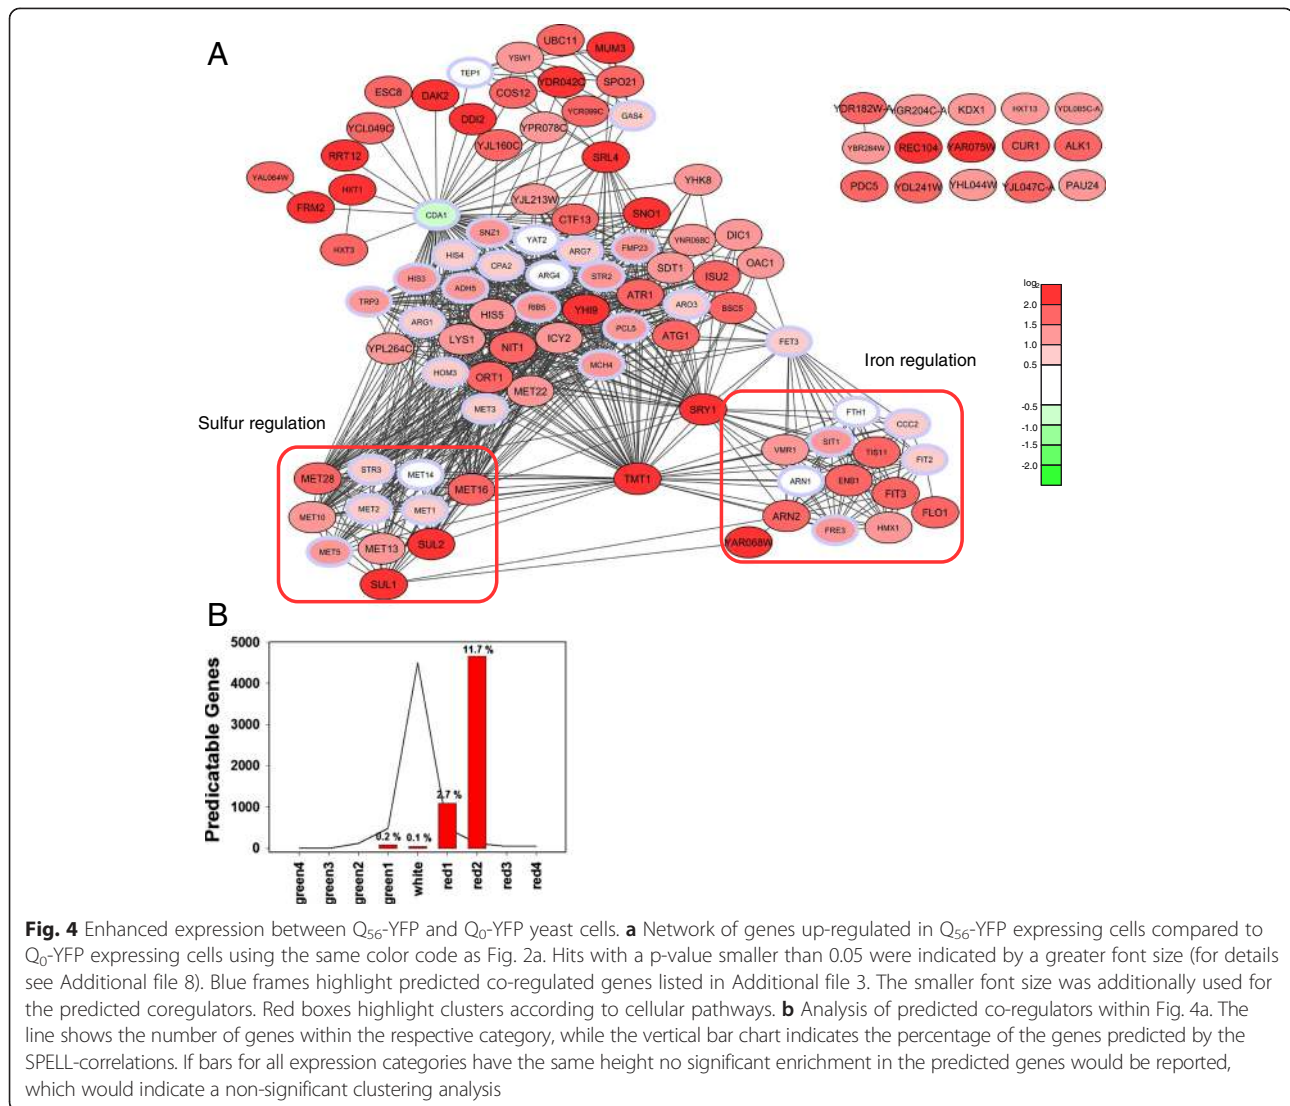 A
UBC11
MUM3
YSW1
TEP1
YDR042C
SPO21
ESC8
DAK2
COS12
YCR099C
GAS4
DDI2
YCL049C
YPR078C
YJL160C
RRT12
SRL4
YAL064W
HXT1
YHK8
FRM2
CDA1
YJL213W
SNO1
CTF13
HXT3
SNZ1
YAT2
ARG7
FMP23
YNR068C
DIC1
HIS4
CPA2
ARG4
STR2
SDT1
ISU2
OAC1
HIS3
ADH5
ATR1
ARO3
BSC5
TRP3
RIB5
YHI9
ARG1
HIS5
PCL5
ATG1
FET3
YPL264C
LYS1
NIT1
ICY2
HOM3
ORT1
MCH4
MET22
MET3
SRY1
YDR182W-A
YGR204C-A
KDX1
HXT13
YDL085C-A
YBR284W
REC104
YAR075W
CUR1
ALK1
PDC5
YDL241W
YHL044W
YJL047C-A
PAU24
log2
2.0
1.5
1.0
0.5
-0.5
-1.0
-1.5
-2.0
Iron regulation
Sulfur regulation
FTH1
CCC2
VMR1
SIT1
TIS11
FIT2
ARN1
ENB1
FIT3
ARN2
FLO1
FRE3
HMX1
YAR068W
TMT1
MET28
STR3
MET14
MET16
MET10
MET2
MET1
MET5
MET13
SUL2
SUL1
B
5000
4000
3000
2000
1000
0
Predicatable Genes
0.2 %
0.1 %
2.7 %
11.7 %
green4
green3
green2
green1
white
red1
red2
red3
red4
Fig. 4 Enhanced expression between Q56-YFP and Q0-YFP yeast cells. a Network of genes up-regulated in Q56-YFP expressing cells compared to
Q0-YFP expressing cells using the same color code as Fig. 2a. Hits with a p-value smaller than 0.05 were indicated by a greater font size (for details
see Additional file 8). Blue frames highlight predicted co-regulated genes listed in Additional file 3. The smaller font size was additionally used for
the predicted coregulators. Red boxes highlight clusters according to cellular pathways. b Analysis of predicted co-regulators within Fig. 4a. The
line shows the number of genes within the respective category, while the vertical bar chart indicates the percentage of the genes predicted by the
SPELL-correlations. If bars for all expression categories have the same height no significant enrichment in the predicted genes would be reported,
which would indicate a non-significant clustering analysis